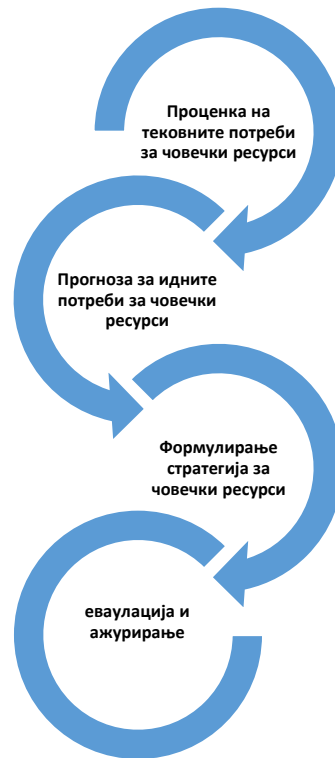 Проценка на
тековните потреби
за човечки ресурси
Прогноза за идните
потреби за човечки
ресурси
Формулирање
стратегија за
човечки ресурси
еваулација и
ажурирање